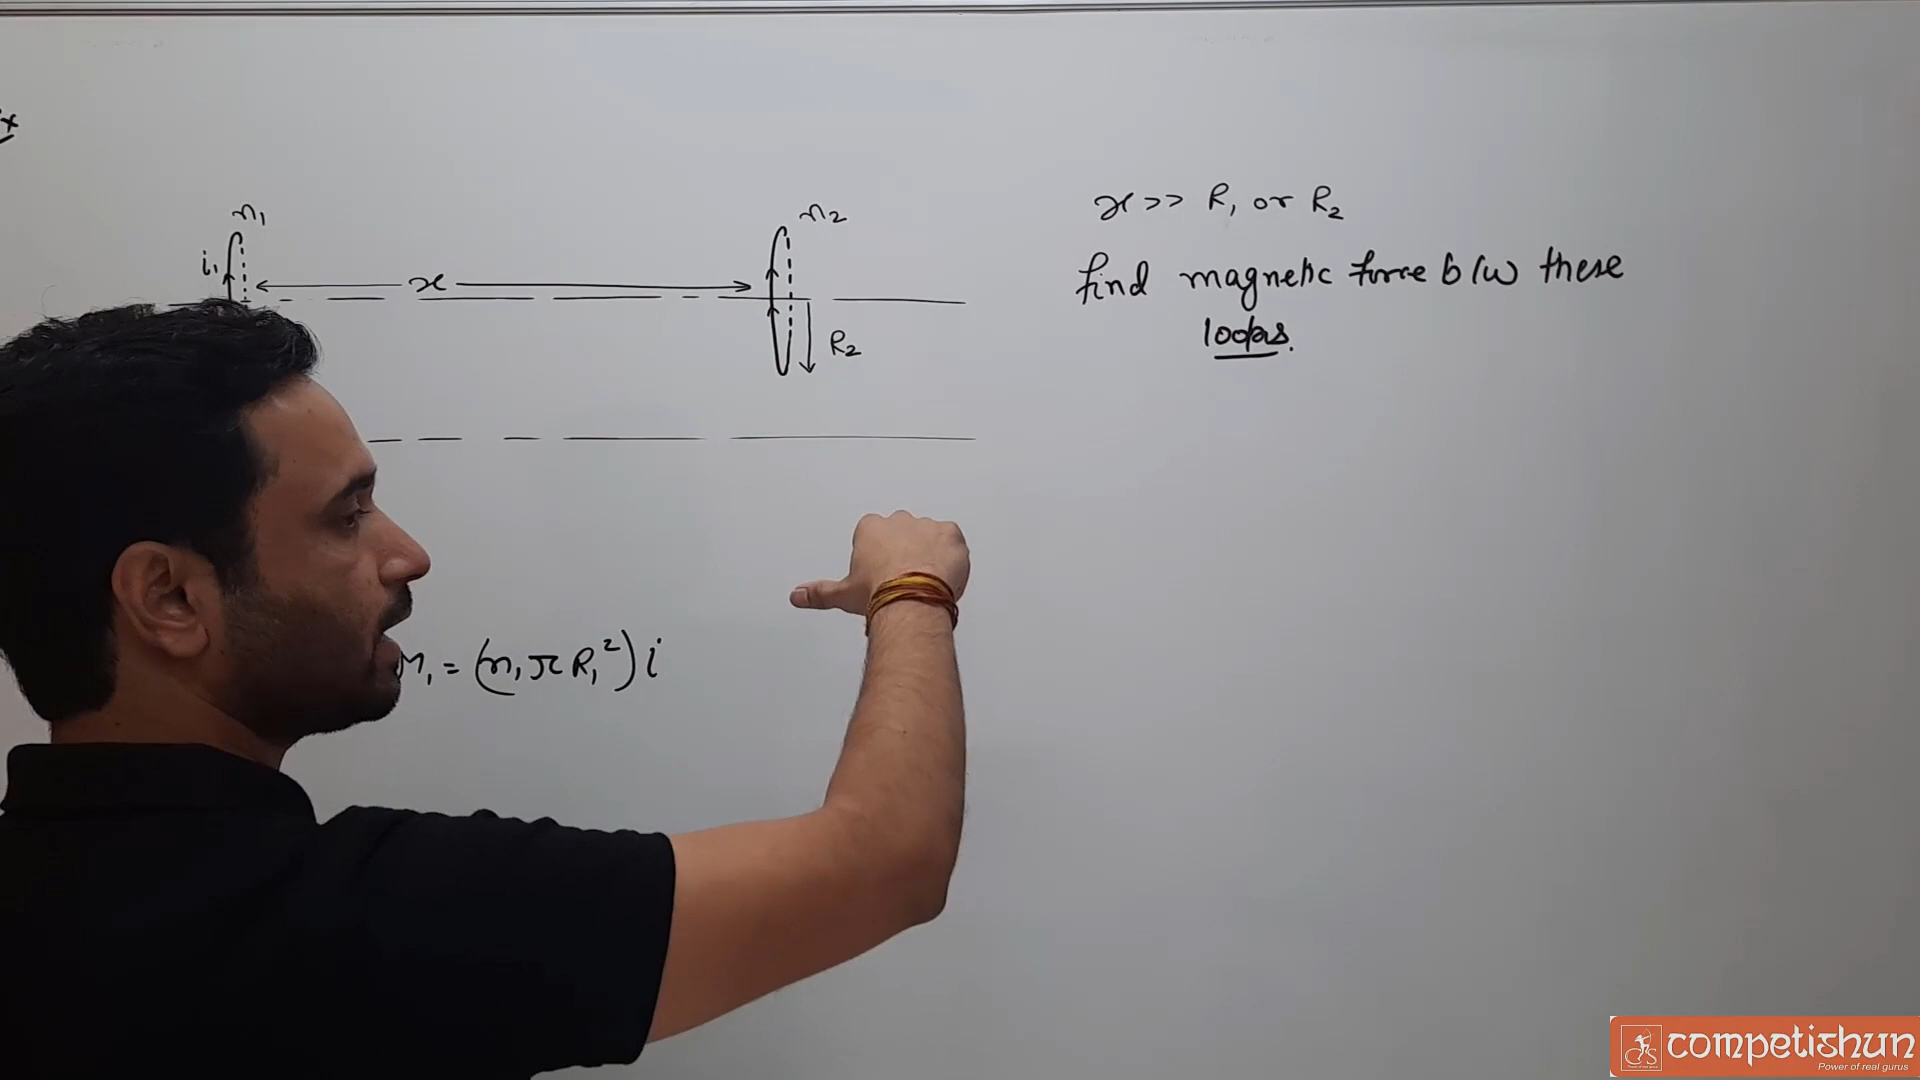 n₁
n₂
i₁
x
R₂
x >> R₁ or R₂
find magnetic force b/w these
loops.
M₁ = (n₁ π R₁²) i
competishun
Power of real gurus